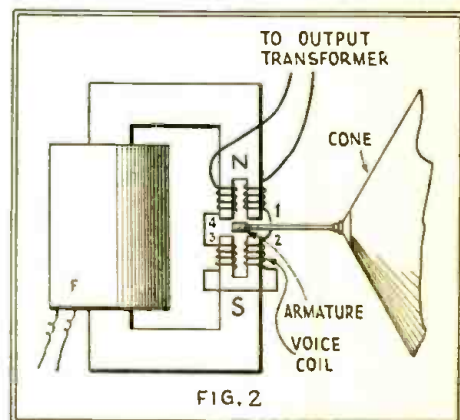 TO OUTPUT
TRANSFORMER
CONE
N
4
1
3
2
F
S
ARMATURE
VOICE
COIL
FIG. 2